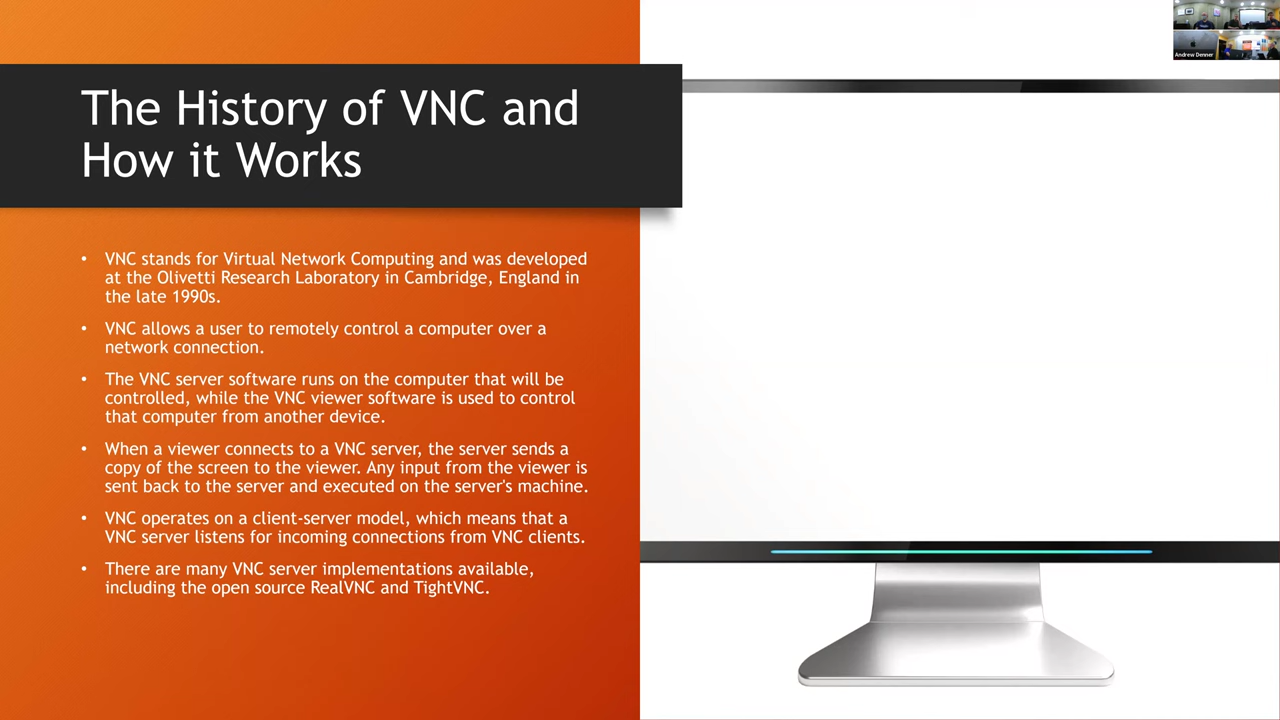 The History of VNC and
How it Works
• VNC stands for Virtual Network Computing and was developed
at the Olivetti Research Laboratory in Cambridge, England in
the late 1990s.
• VNC allows a user to remotely control a computer over a
network connection.
• The VNC server software runs on the computer that will be
controlled, while the VNC viewer software is used to control
that computer from another device.
• When a viewer connects to a VNC server, the server sends a
copy of the screen to the viewer. Any input from the viewer is
sent back to the server and executed on the server's machine.
• VNC operates on a client-server model, which means that a
VNC server listens for incoming connections from VNC clients.
• There are many VNC server implementations available,
including the open source RealVNC and TightVNC.
Andrew Denner